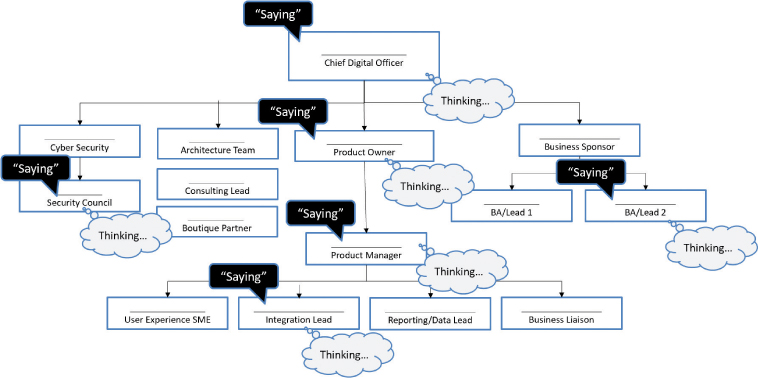 “Saying”
Chief Digital Officer
Thinking...
“Saying”
Cyber Security
Architecture Team
Product Owner
Business Sponsor
“Saying”
“Saying”
Thinking...
Security Council
Consulting Lead
BA/Lead 1
BA/Lead 2
“Saying”
Boutique Partner
Thinking...
Thinking...
Product Manager
Thinking...
“Saying”
User Experience SME
Integration Lead
Reporting/Data Lead
Business Liaison
Thinking...